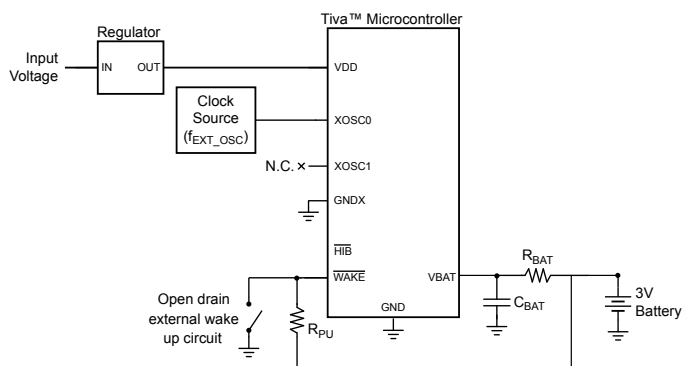 Tiva™ Microcontroller
Regulator
Input
Voltage
IN
OUT
VDD
Clock
Source
(fEXT_OSC)
XOSC0
N.C.
XOSC1
GNDX
HIB
WAKE
VBAT
RBAT
Open drain
external wake
up circuit
RPU
GND
CBAT
3V
Battery